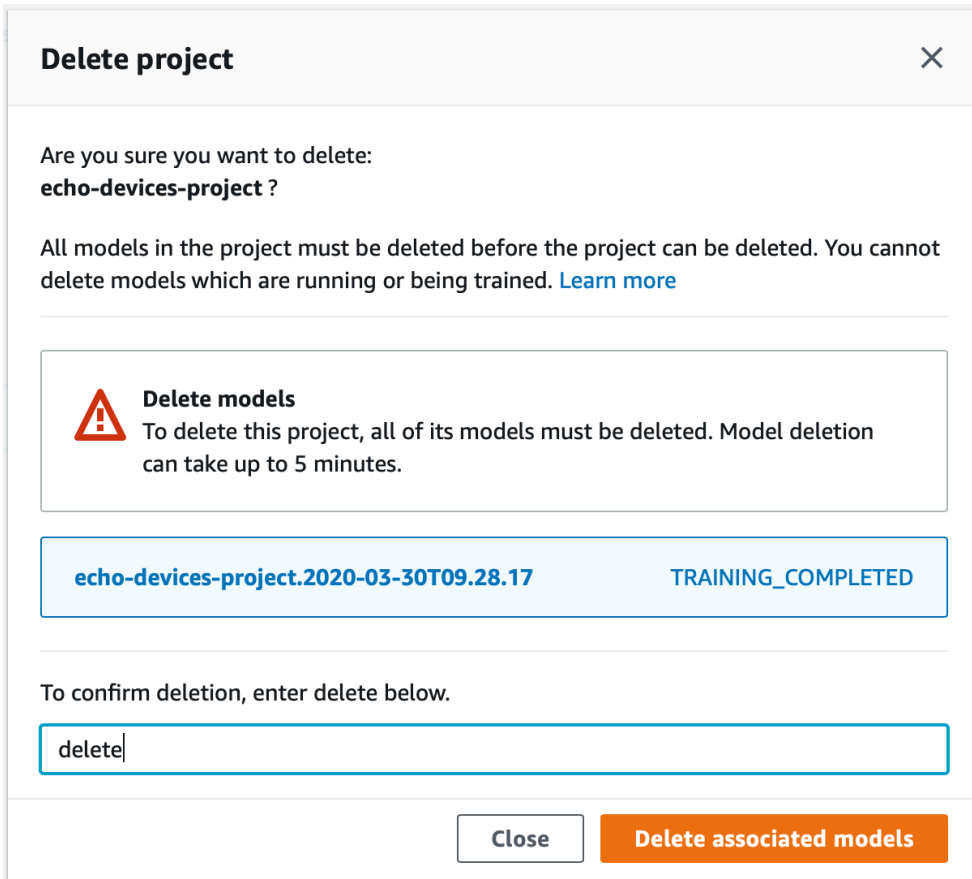 Delete project
Are you sure you want to delete:
echo-devices-project ?
All models in the project must be deleted before the project can be deleted. You cannot
delete models which are running or being trained. Learn more
Delete models
To delete this project, all of its models must be deleted. Model deletion
can take up to 5 minutes.
echo-devices-project.2020-03-30T09.28.17 TRAINING_COMPLETED
To confirm deletion, enter delete below.
delete
Close Delete associated models